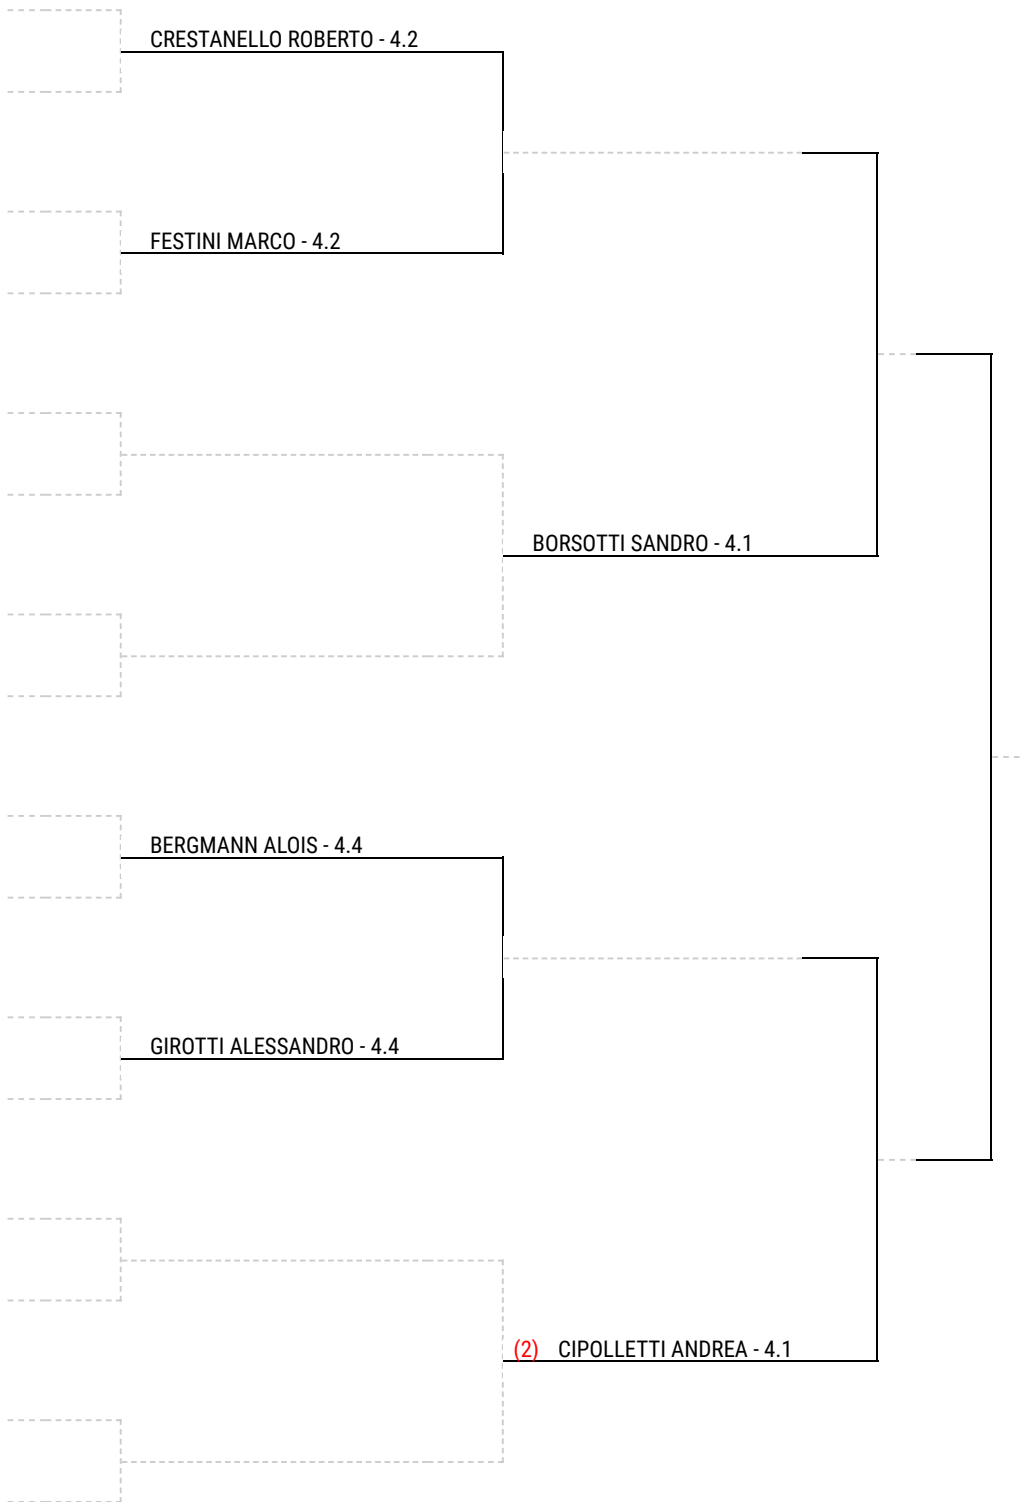 CRESTANELLO ROBERTO - 4.2
FESTINI MARCO - 4.2
BORSOTTI SANDRO - 4.1
BERGMANN ALOIS - 4.4
GIROTTI ALESSANDRO - 4.4
(2) CIPOLLETTI ANDREA - 4.1